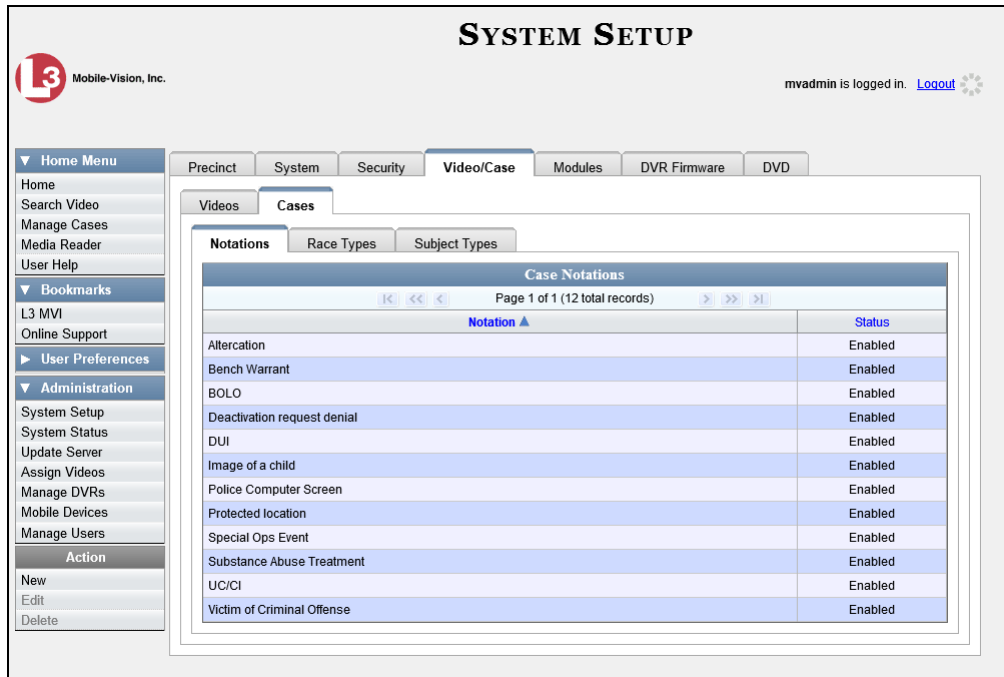 SYSTEM SETUP
L3 Mobile-Vision, Inc.
mvadmin is logged in. Logout
▼ Home Menu
Home
Search Video
Manage Cases
Media Reader
User Help
▼ Bookmarks
L3 MVI
Online Support
▶ User Preferences
▼ Administration
System Setup
System Status
Update Server
Assign Videos
Manage DVRs
Mobile Devices
Manage Users
Action
New
Edit
Delete
Precinct System Security Video/Case Modules DVR Firmware DVD
Videos Cases
Notations Race Types Subject Types
Case Notations
|< << < Page 1 of 1 (12 total records) > >> >|
Notation ▲ Status
Altercation Enabled
Bench Warrant Enabled
BOLO Enabled
Deactivation request denial Enabled
DUI Enabled
Image of a child Enabled
Police Computer Screen Enabled
Protected location Enabled
Special Ops Event Enabled
Substance Abuse Treatment Enabled
UC/CI Enabled
Victim of Criminal Offense Enabled